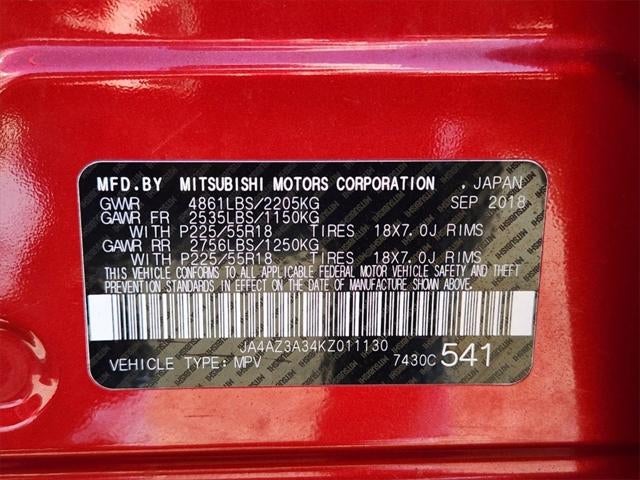 MFD.BY MITSUBISHI MOTORS CORPORATION , JAPAN
GVWR 4861LBS/2205KG SEP 2018
GAWR FR 2535LBS/1150KG
WITH P225/55R18 TIRES 18X7.0J RIMS
GAWR RR 2756LBS/1250KG
WITH P225/55R18 TIRES 18X7.0J RIMS
THIS VEHICLE CONFORMS TO ALL APPLICABLE FEDERAL MOTOR VEHICLE SAFETY AND THEFT
PREVENTION STANDARDS IN EFFECT ON THE DATE OF MANUFACTURE SHOWN ABOVE.
JA4AZ3A34KZ011130
VEHICLE TYPE: MPV 7430C 541